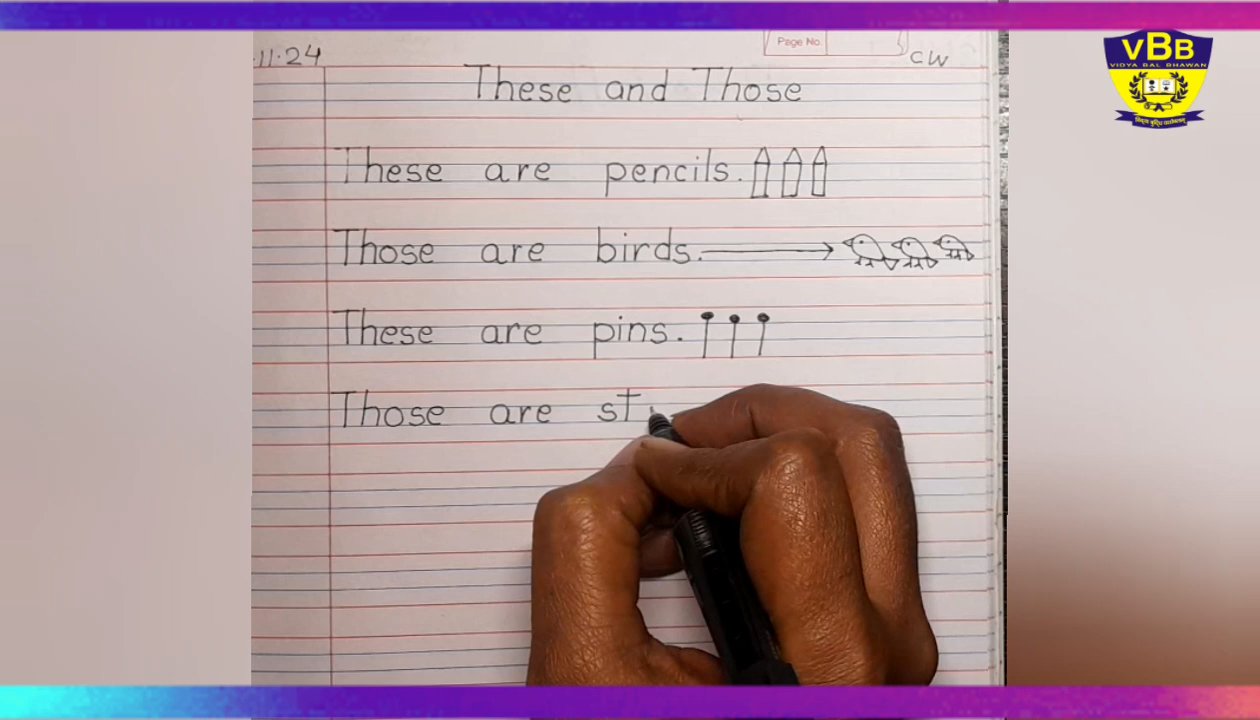 .11.24
Page No.
CW
VBB
VIDYA BAL BHAWAN
These and Those
These are pencils.
Those are birds.
These are pins.
Those are st